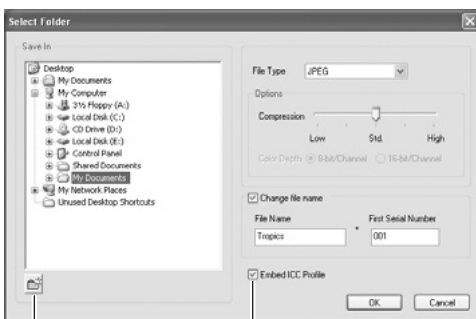 Select Folder
Save In
Desktop
My Documents
My Computer
3½ Floppy (A:)
Local Disk (C:)
CD Drive (D:)
Local Disk (E:)
Control Panel
Shared Documents
My Documents
My Network Places
Unused Desktop Shortcuts
File Type JPEG
Options
Compression
Low Std. High
Color Depth 8-bit/Channel 16-bit/Channel
Change file name
File Name First Serial Number
Tropics * 001
Embed ICC Profile
OK Cancel